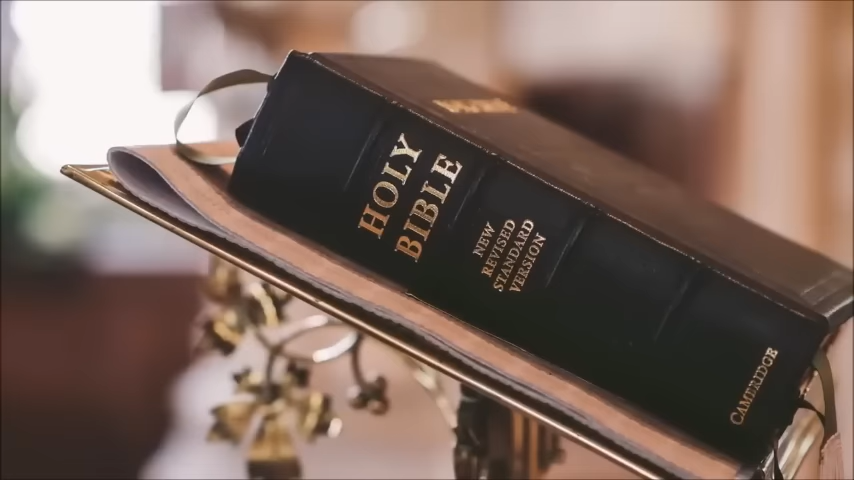 HOLY
BIBLE
NEW
REVISED
STANDARD
VERSION
CAMBRIDGE